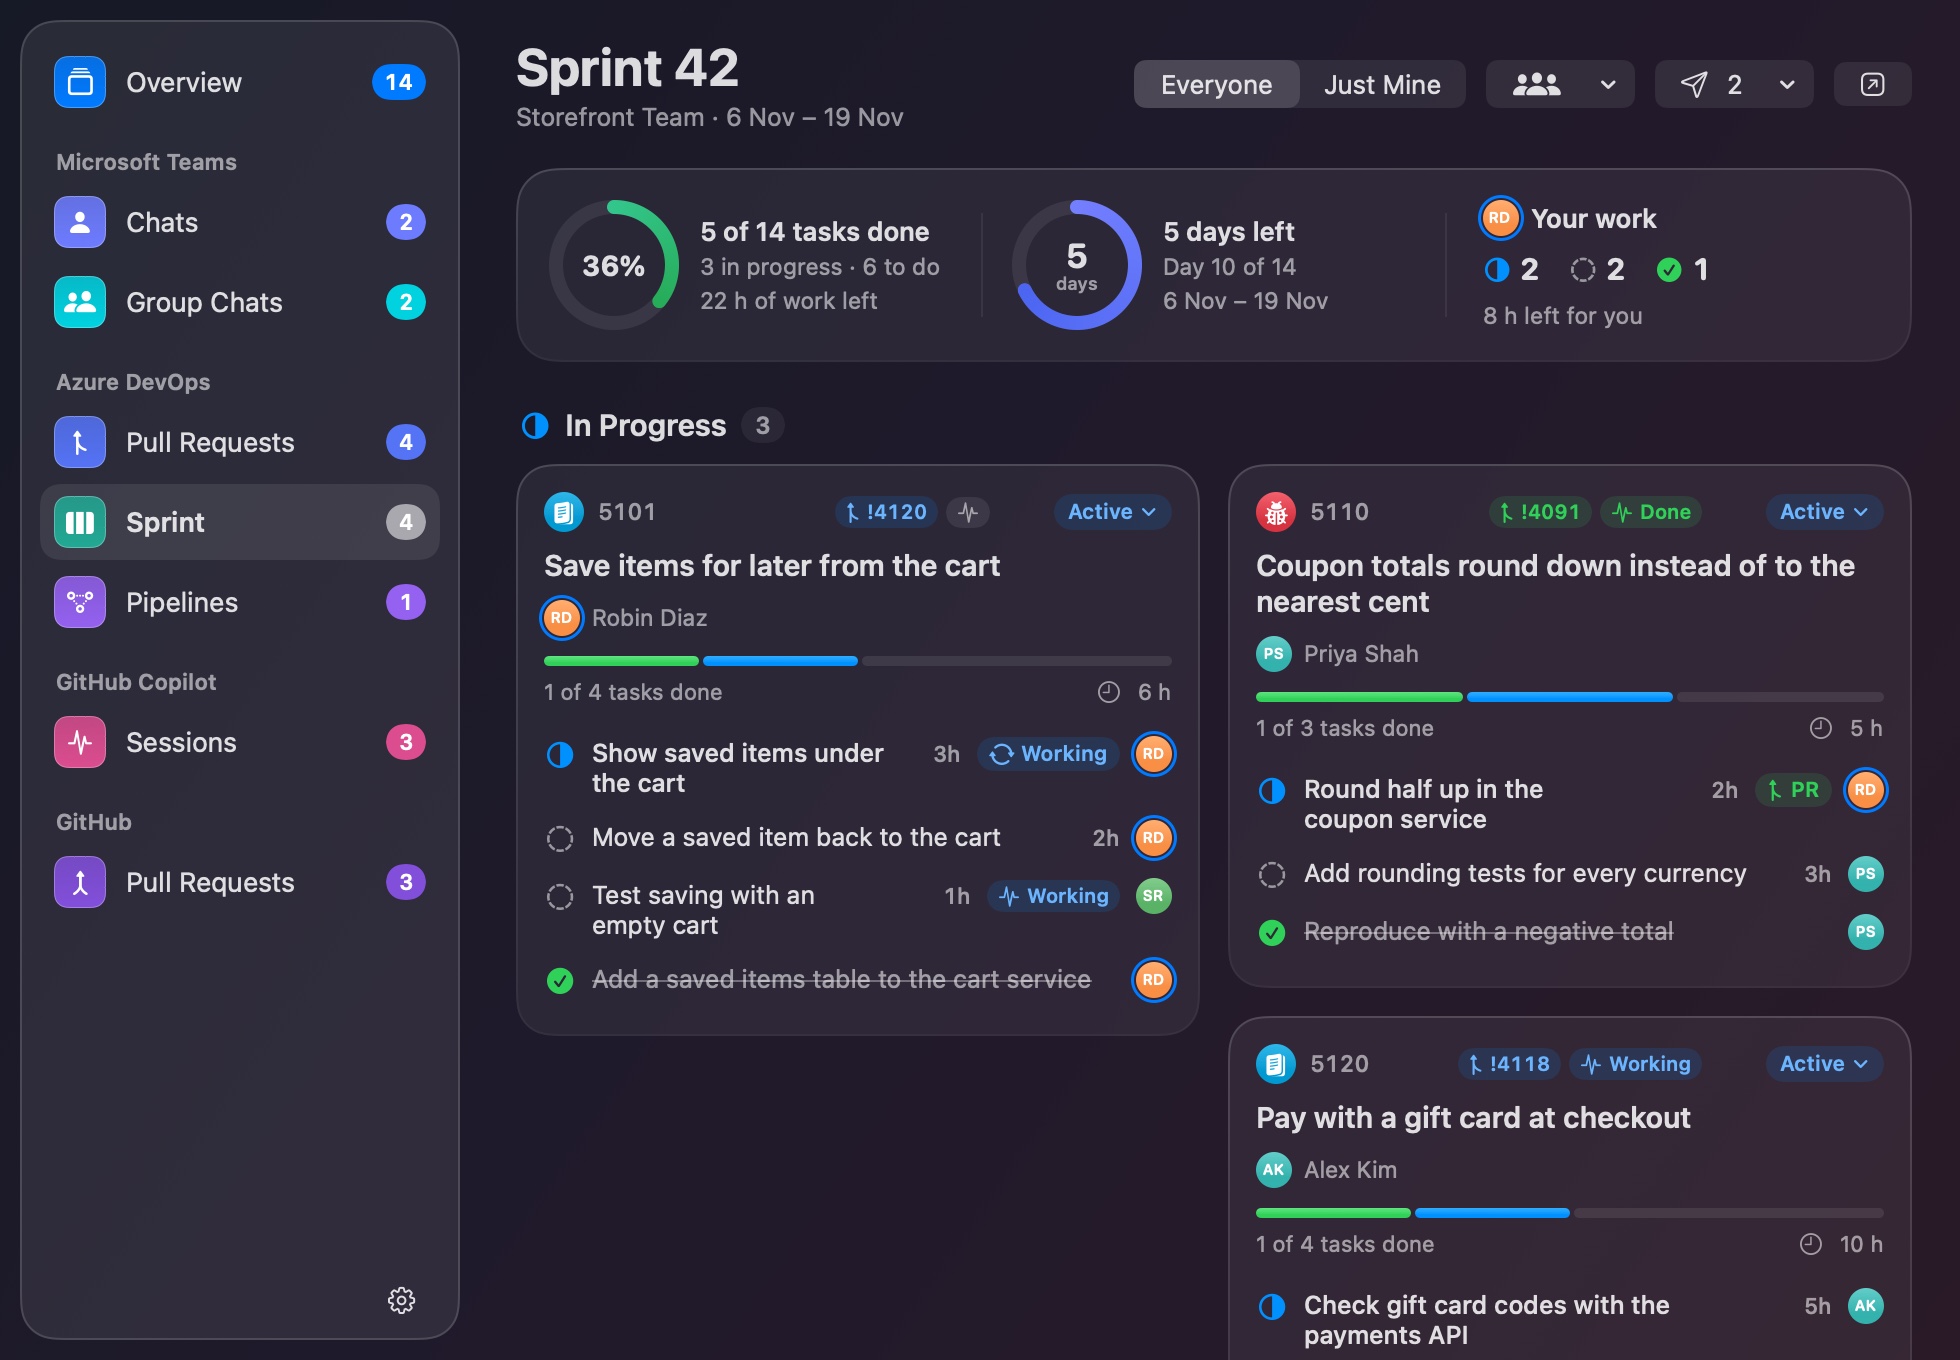 Overview 14
Microsoft Teams
Chats 2
Group Chats 2
Azure DevOps
Pull Requests 4
Sprint 4
Pipelines 1
GitHub Copilot
Sessions 3
GitHub
Pull Requests 3
Sprint 42
Storefront Team · 6 Nov – 19 Nov
Everyone Just Mine 2
36%
5 of 14 tasks done
3 in progress · 6 to do
22 h of work left
5
days
5 days left
Day 10 of 14
6 Nov – 19 Nov
RD Your work
2 2 1
8 h left for you
In Progress 3
5101 !4120 Active
Save items for later from the cart
RD Robin Diaz
1 of 4 tasks done 6 h
Show saved items under 3h Working RD
the cart
Move a saved item back to the cart 2h RD
Test saving with an 1h Working SR
empty cart
Add a saved items table to the cart service RD
5110 !4091 Done Active
Coupon totals round down instead of to the
nearest cent
PS Priya Shah
1 of 3 tasks done 5 h
Round half up in the 2h PR RD
coupon service
Add rounding tests for every currency 3h PS
Reproduce with a negative total PS
5120 !4118 Working Active
Pay with a gift card at checkout
AK Alex Kim
1 of 4 tasks done 10 h
Check gift card codes with the 5h AK
payments API